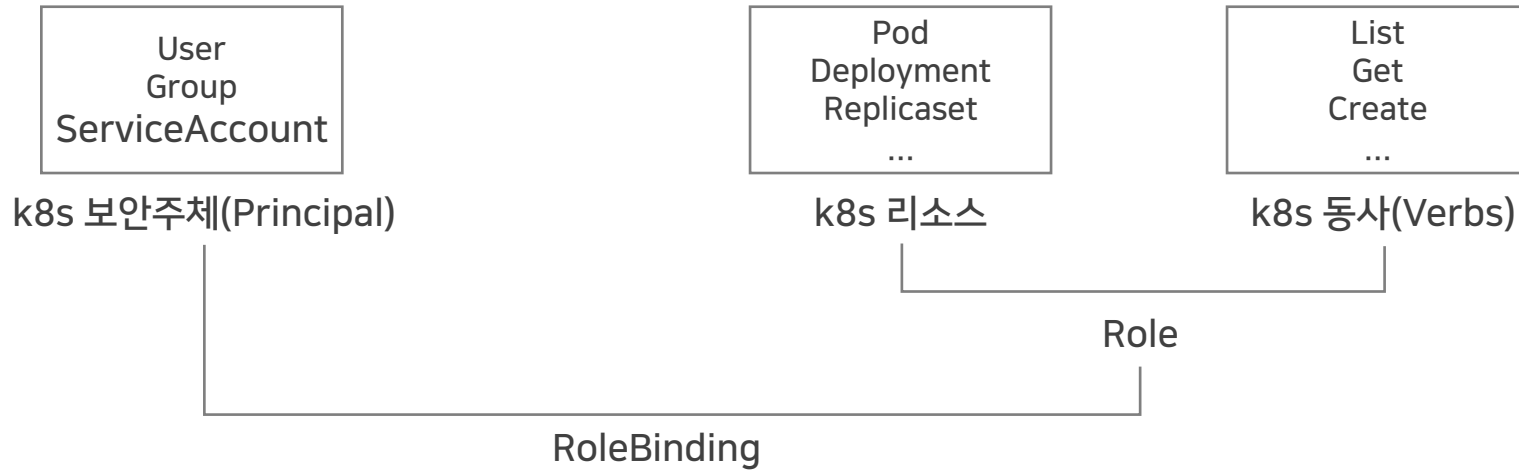 User
Group
ServiceAccount
k8s 보안주체(Principal)
Pod
Deployment
Replicaset
...
k8s 리소스
List
Get
Create
...
k8s 동사(Verbs)
Role
RoleBinding